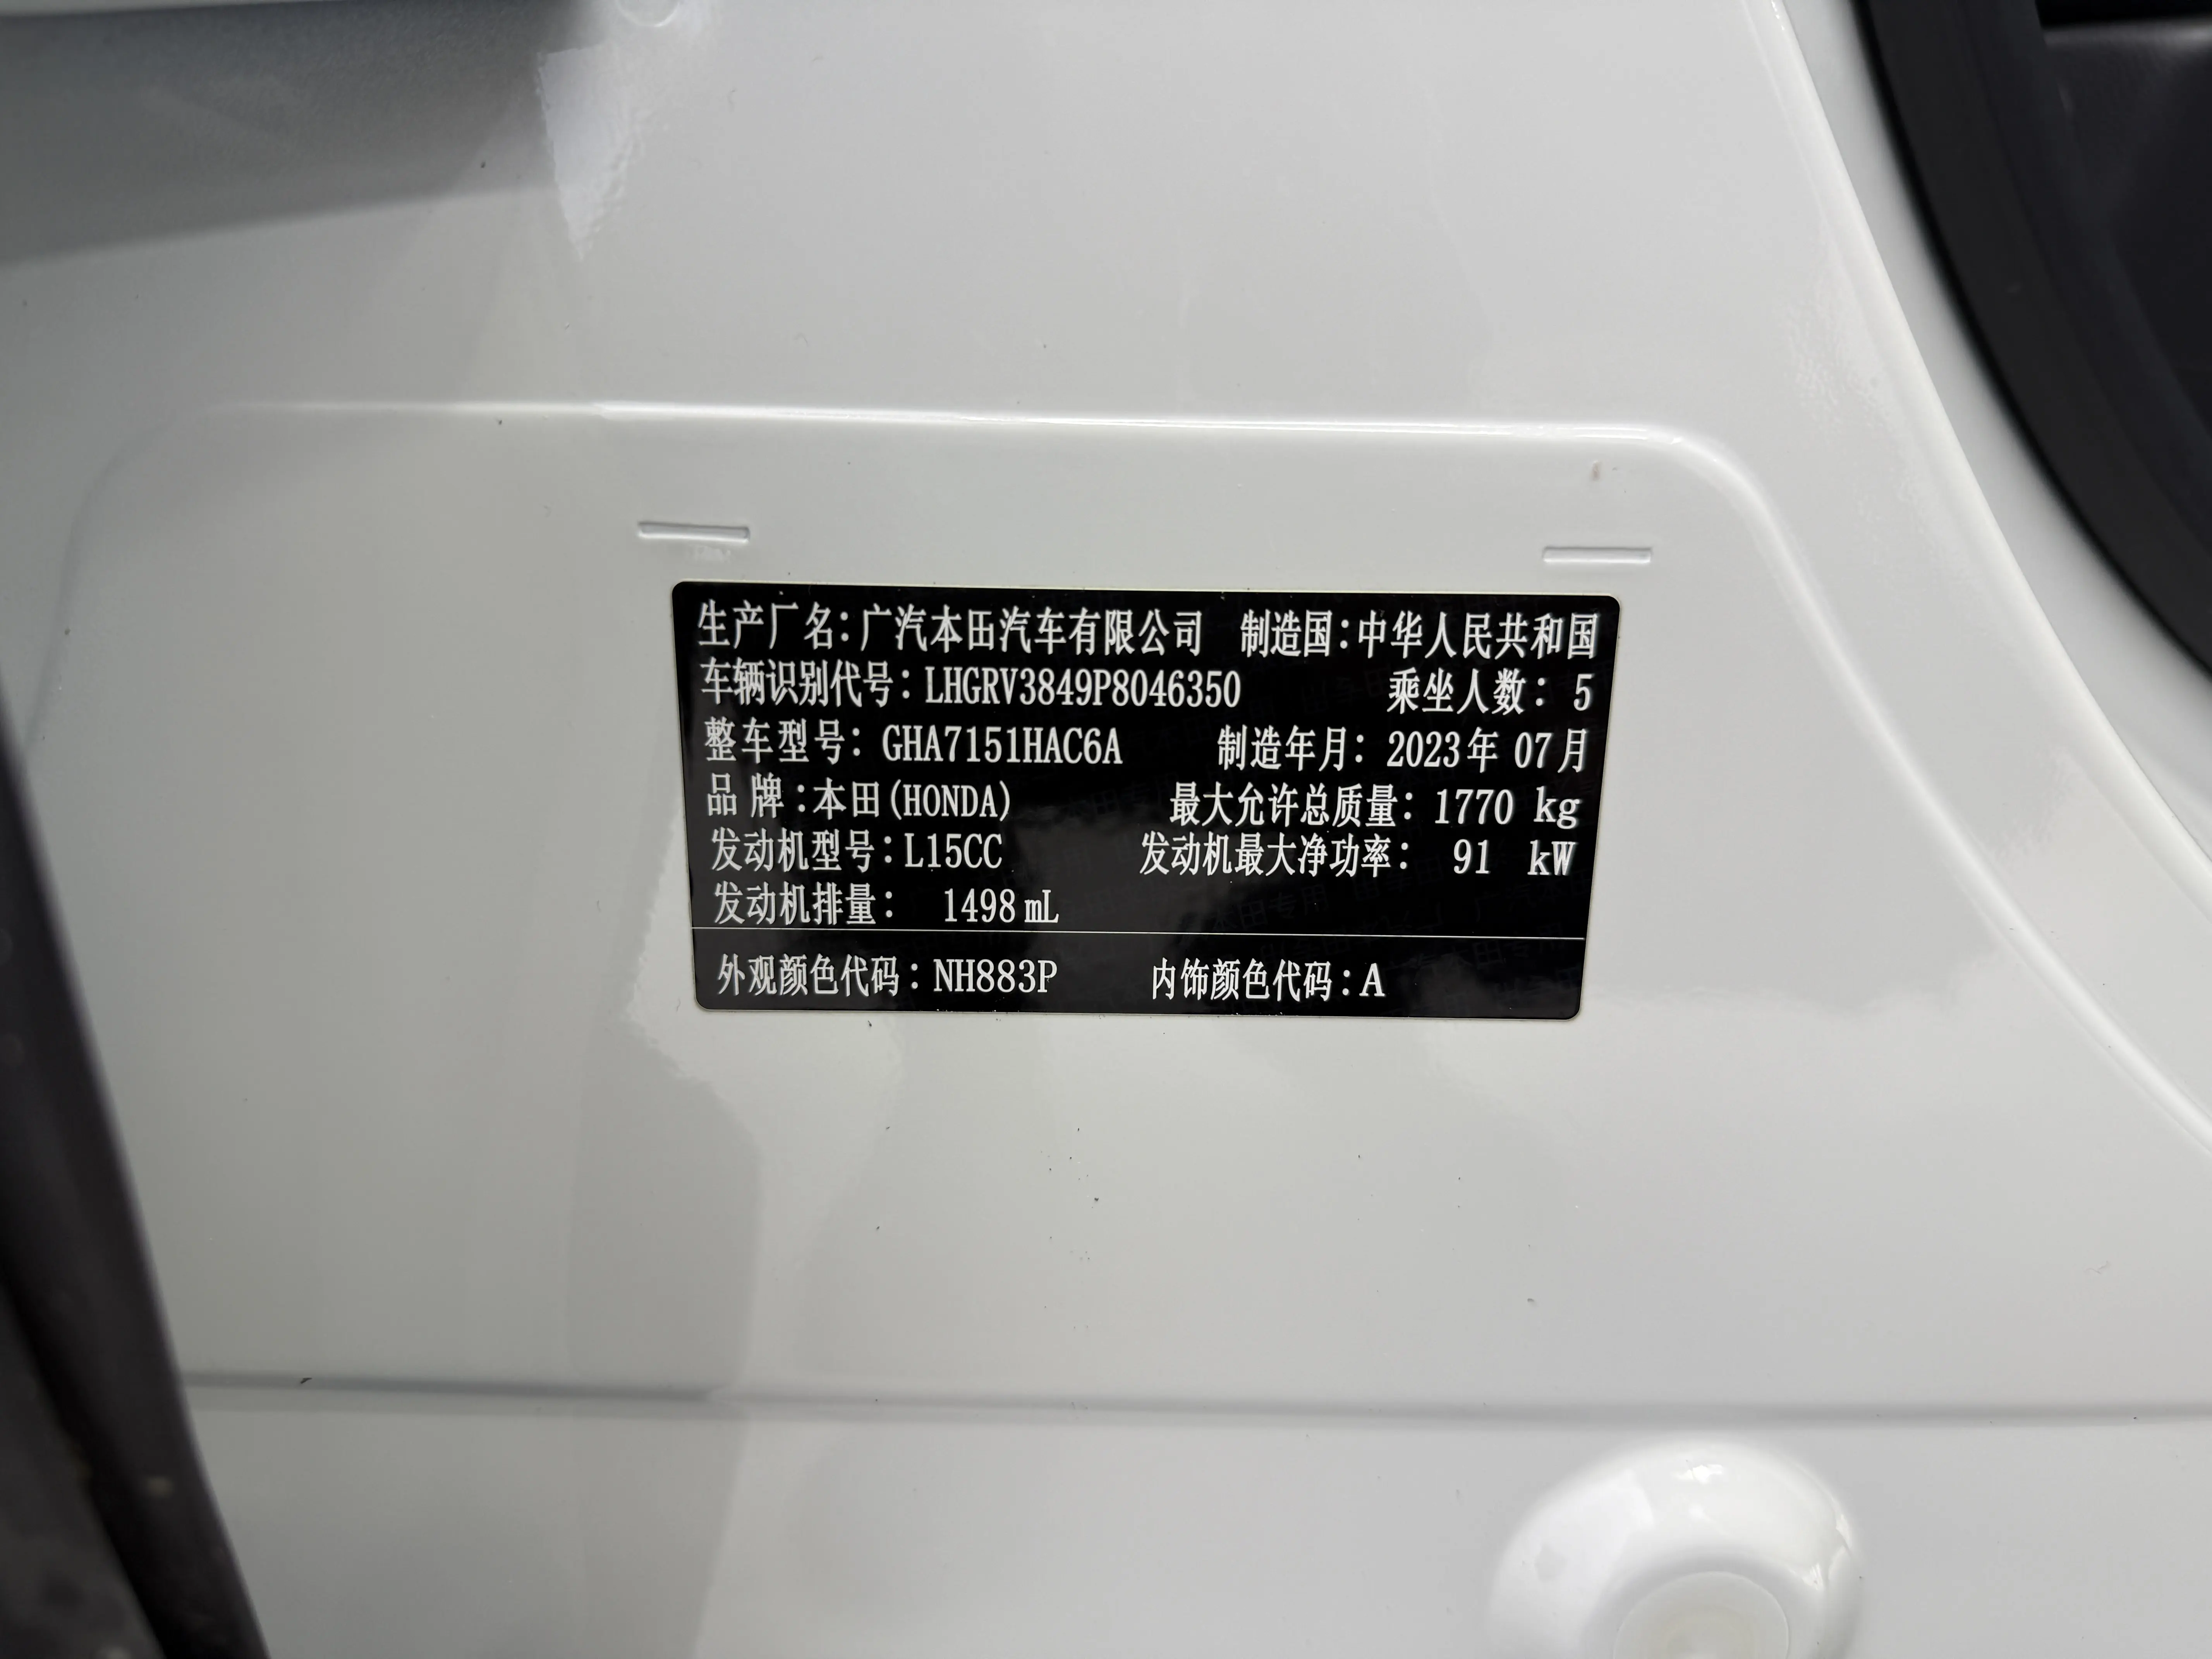 生产厂名：广汽本田汽车有限公司 制造国：中华人民共和国
车辆识别代号：LHGRV3849P8046350 乘坐人数：5
整车型号：GHA7151HAC6A 制造年月：2023年07月
品牌：本田(HONDA) 最大允许总质量：1770 kg
发动机型号：L15CC 发动机最大净功率：91 kW
发动机排量：1498 mL
外观颜色代码：NH883P 内饰颜色代码：A